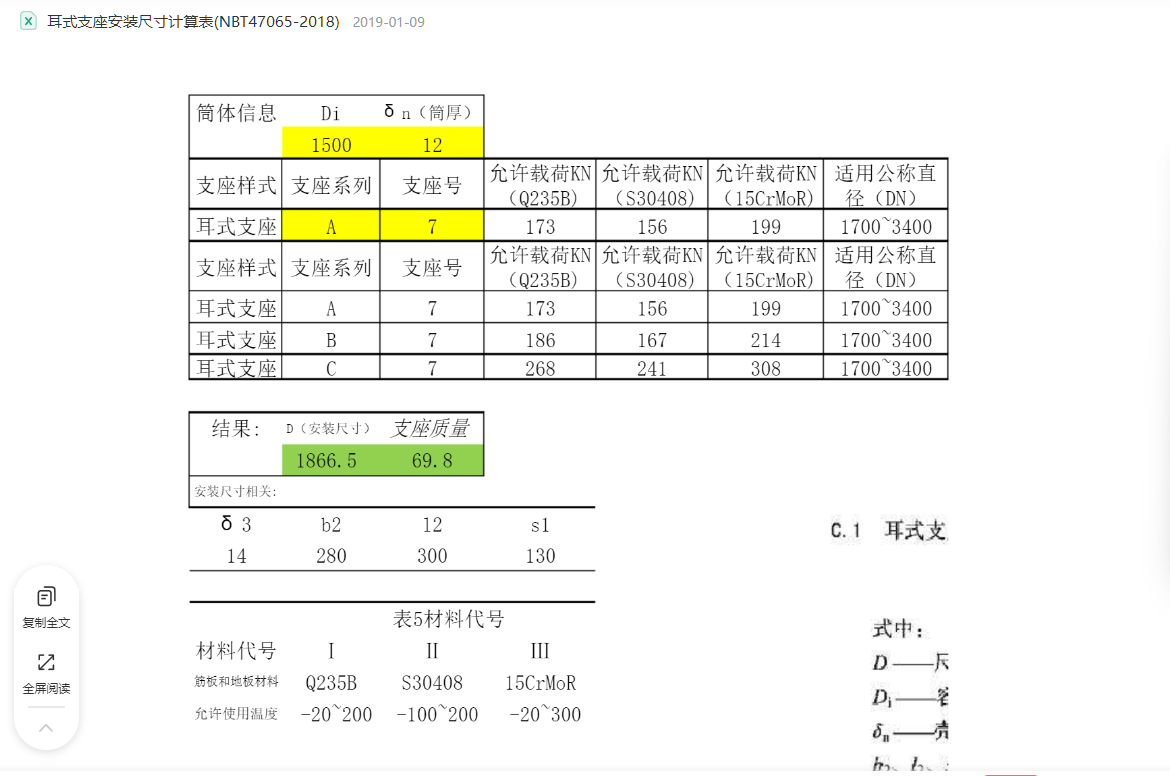 耳式支座安装尺寸计算表(NBT47065-2018) 2019-01-09
筒体信息 Di δn（筒厚）
1500 12
支座样式 支座系列 支座号 允许载荷KN（Q235B) 允许载荷KN（S30408) 允许载荷KN（15CrMoR) 适用公称直径（DN）
耳式支座 A 7 173 156 199 1700~3400
支座样式 支座系列 支座号 允许载荷KN（Q235B) 允许载荷KN（S30408) 允许载荷KN（15CrMoR) 适用公称直径（DN）
耳式支座 A 7 173 156 199 1700~3400
耳式支座 B 7 186 167 214 1700~3400
耳式支座 C 7 268 241 308 1700~3400
结果: D（安装尺寸） 支座质量
1866.5 69.8
安装尺寸相关:
δ3 b2 l2 s1
14 280 300 130
表5材料代号
材料代号 I II III
筋板和地板材料 Q235B S30408 15CrMoR
允许使用温度 -20~200 -100~200 -20~300
C.1 耳式支
式中：
D ——尺
Di——容
δn——壳
复制全文
全屏阅读